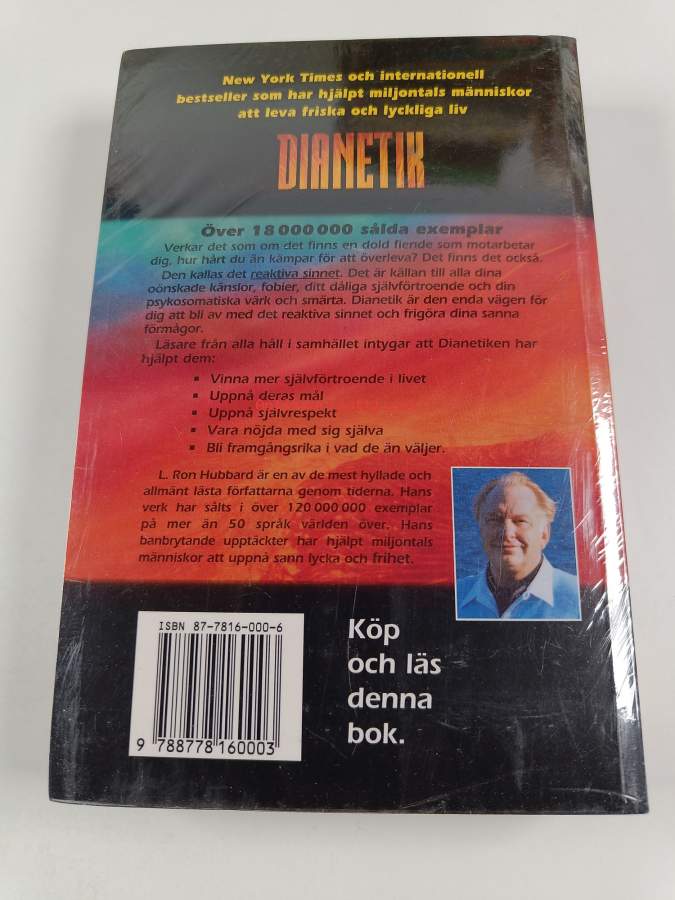 New York Times och internationell
bestseller som har hjälpt miljontals människor
att leva friska och lyckliga liv
DIANETIK
Över 18 000 000 sålda exemplar
Verkar det som om det finns en dold fiende som motarbetar
dig, hur hårt du än kämpar för att överleva? Det finns det också.
Den kallas det reaktiva sinnet. Det är källan till alla dina
oönskade känslor, fobier, ditt dåliga självförtroende och din
psykosomatiska värk och smärta. Dianetik är den enda vägen för
dig att bli av med det reaktiva sinnet och frigöra dina sanna
förmågor.
Läsare från alla håll i samhället intygar att Dianetiken har
hjälpt dem:
▪ Vinna mer självförtroende i livet
▪ Uppnå deras mål
▪ Uppnå självrespekt
▪ Vara nöjda med sig själva
▪ Bli framgångsrika i vad de än väljer.
L. Ron Hubbard är en av de mest hyllade och
allmänt lästa författarna genom tiderna. Hans
verk har sålts i över 120 000 000 exemplar
på mer än 50 språk världen över. Hans
banbrytande upptäckter har hjälpt miljontals
människor att uppnå sann lycka och frihet.
ISBN 87-7816-000-6
9 788778 160003
Köp
och läs
denna
bok.